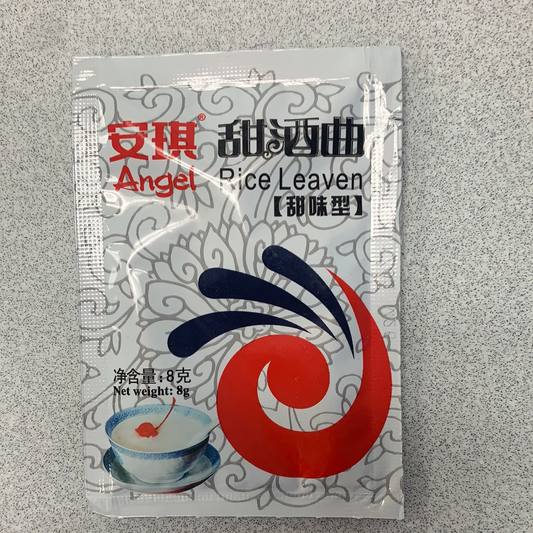 安琪® 甜酒曲
Angel Rice Leaven
【甜味型】
净含量:8克
Net weight: 8g